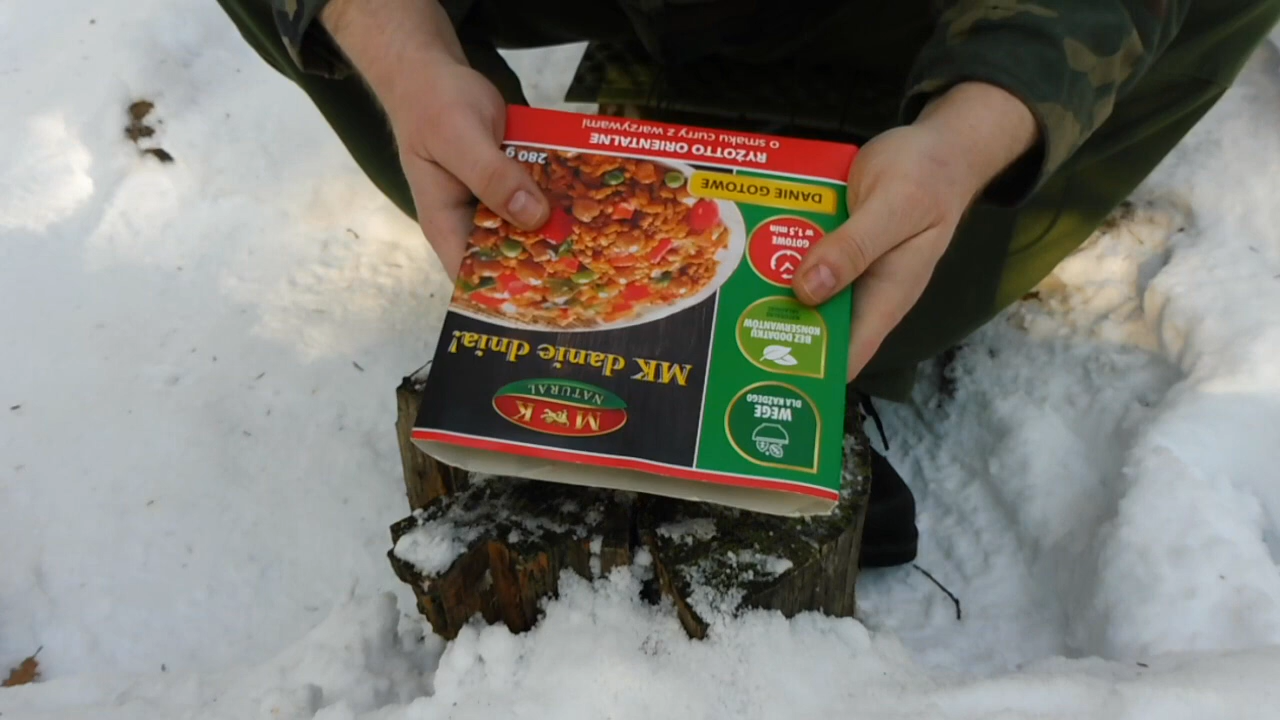 M K
NATURAL
MK danie dnia!
WEGE
DLA KAŻDEGO
BEZ DODATKU
KONSERWANTÓW
GOTOWE
w 1,5 min
DANIE GOTOWE
280 g
RYŻOTTO ORIENTALNE
o smaku curry z warzywami